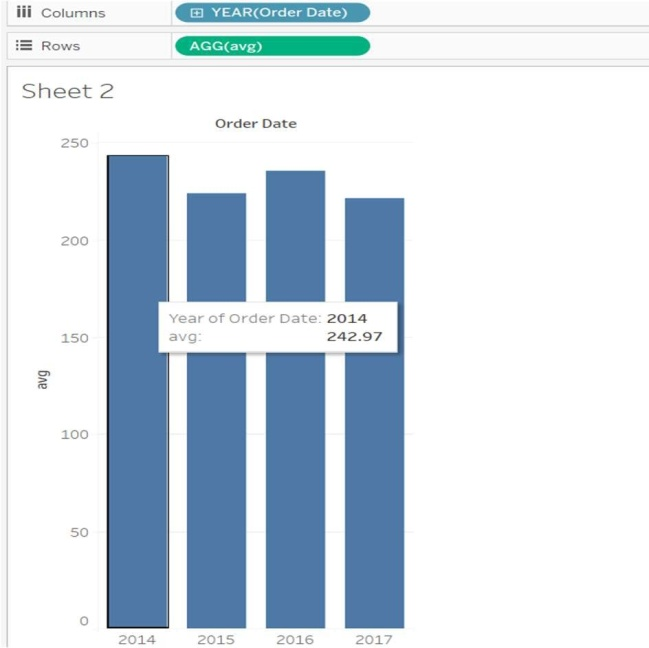 Columns
YEAR(Order Date)
Rows
AGG(avg)
Sheet 2
Order Date
250
200
150
100
50
0
avg
Year of Order Date: 2014
avg: 242.97
2014 2015 2016 2017